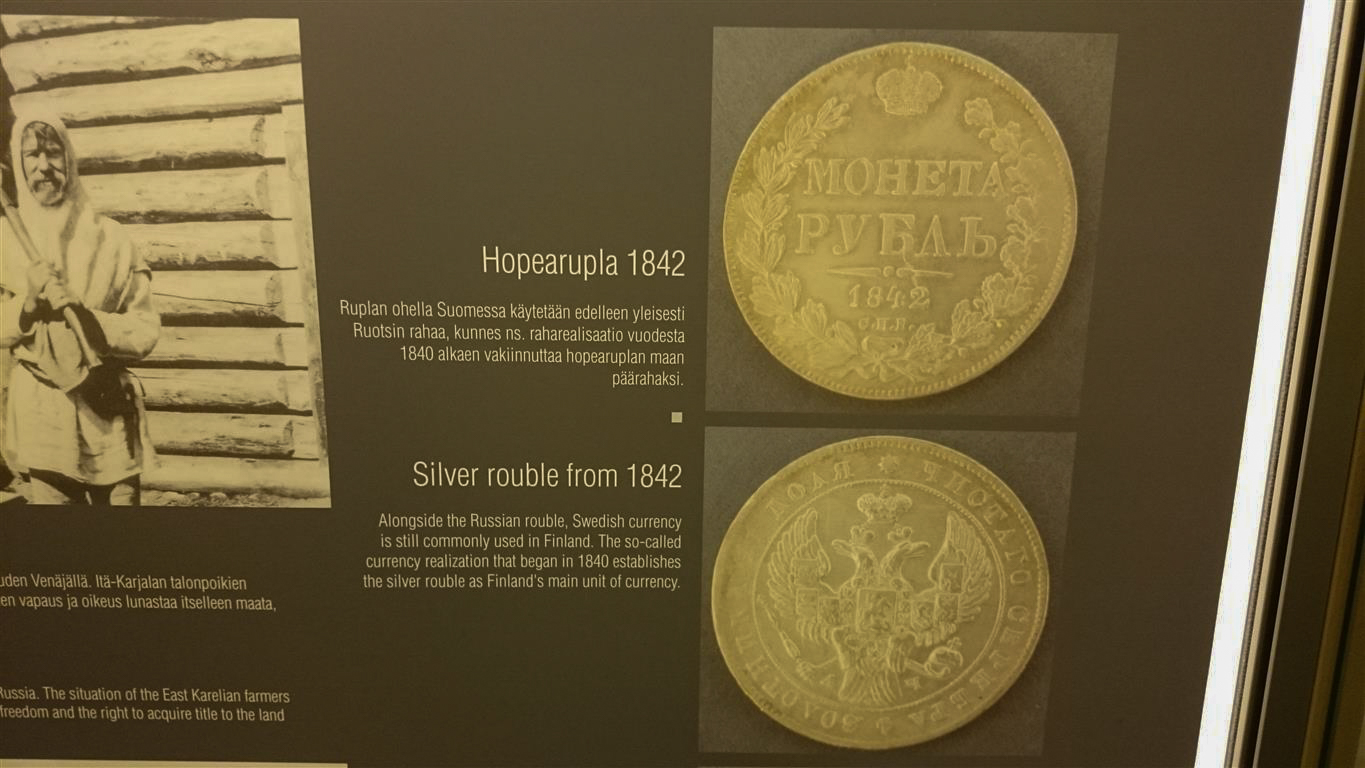 Hopearupla 1842
Ruplan ohella Suomessa käytetään edelleen yleisesti
Ruotsin rahaa, kunnes ns. raharealisaatio vuodesta
1840 alkaen vakiinnuttaa hopearuplan maan
päärahaksi.
Silver rouble from 1842
Alongside the Russian rouble, Swedish currency
is still commonly used in Finland. The so-called
currency realization that began in 1840 establishes
the silver rouble as Finland's main unit of currency.
Venäjällä. Itä-Karjalan talonpoikien
vapaus ja oikeus lunastaa itselleen maata,
Russia. The situation of the East Karelian farmers
freedom and the right to acquire title to the land
МОНЕТА
РУБЛЬ
1842
ДОЛЯ ЧИСТАГО СЕРЕБРА